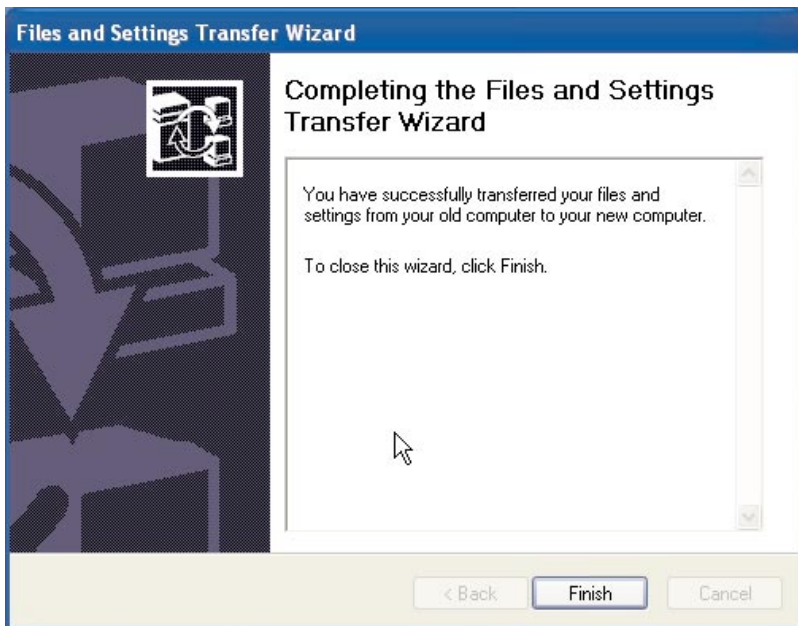 Files and Settings Transfer Wizard
Completing the Files and Settings
Transfer Wizard
You have successfully transferred your files and
settings from your old computer to your new computer.
To close this wizard, click Finish.
< Back Finish Cancel